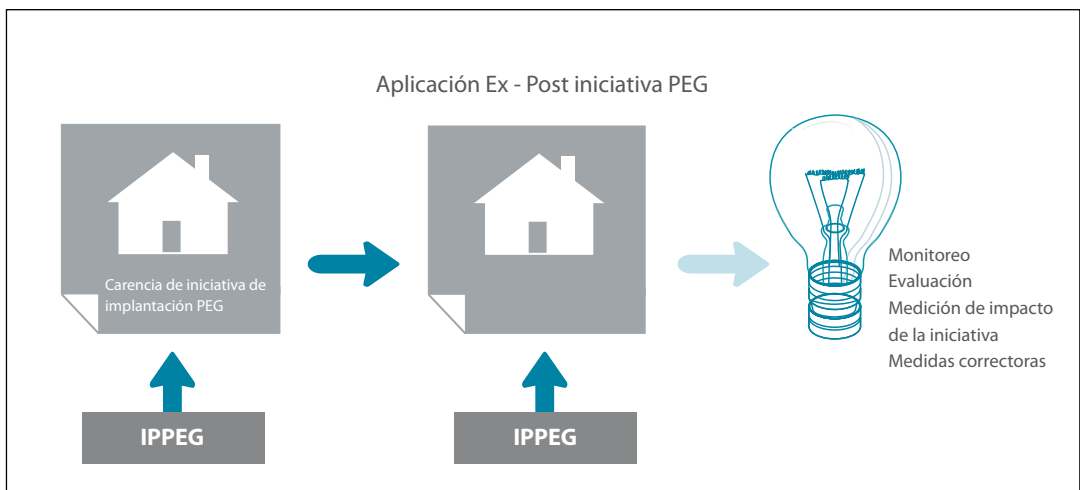 Aplicación Ex - Post iniciativa PEG
Carencia de iniciativa de
implantación PEG
Monitoreo
Evaluación
Medición de impacto
de la iniciativa
Medidas correctoras
IPPEG
IPPEG